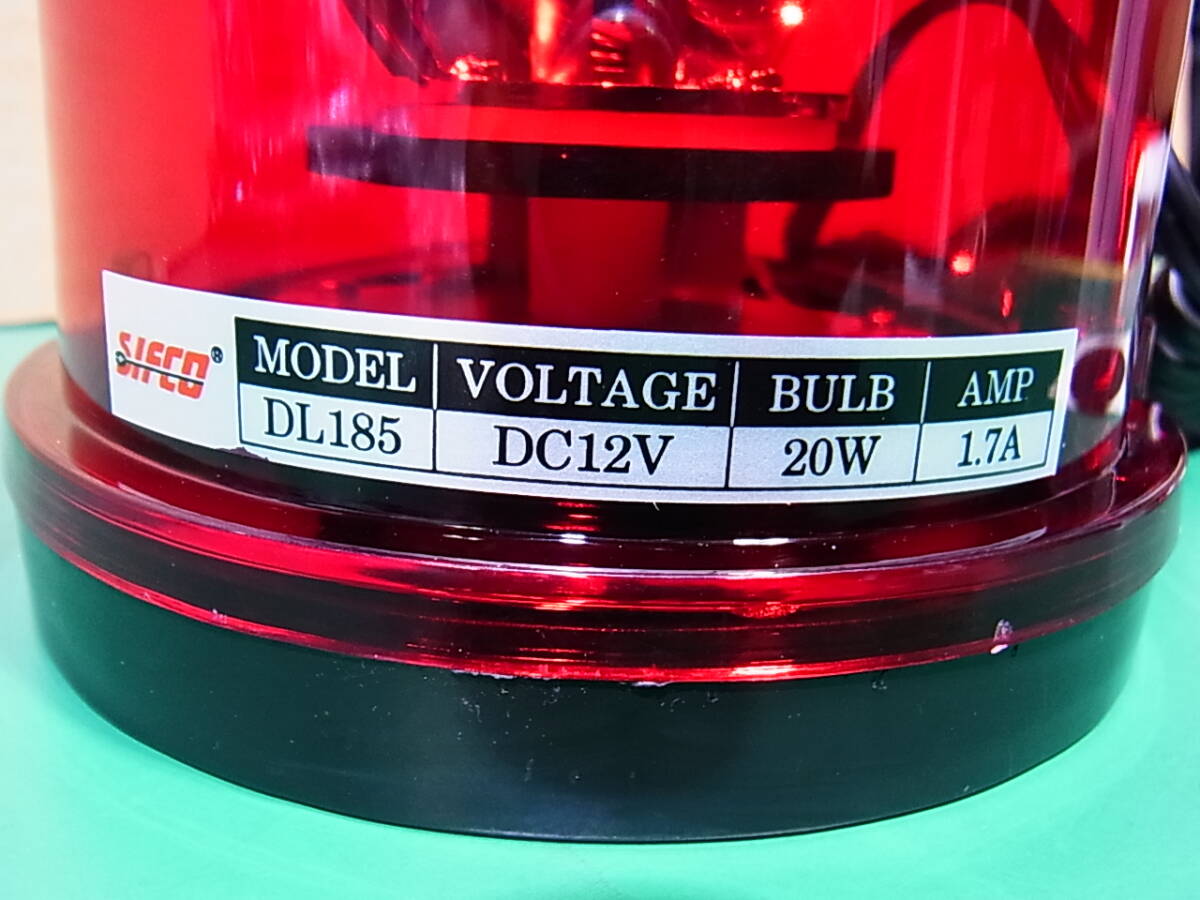 SIFCO®
MODEL VOLTAGE BULB AMP
DL185 DC12V 20W 1.7A